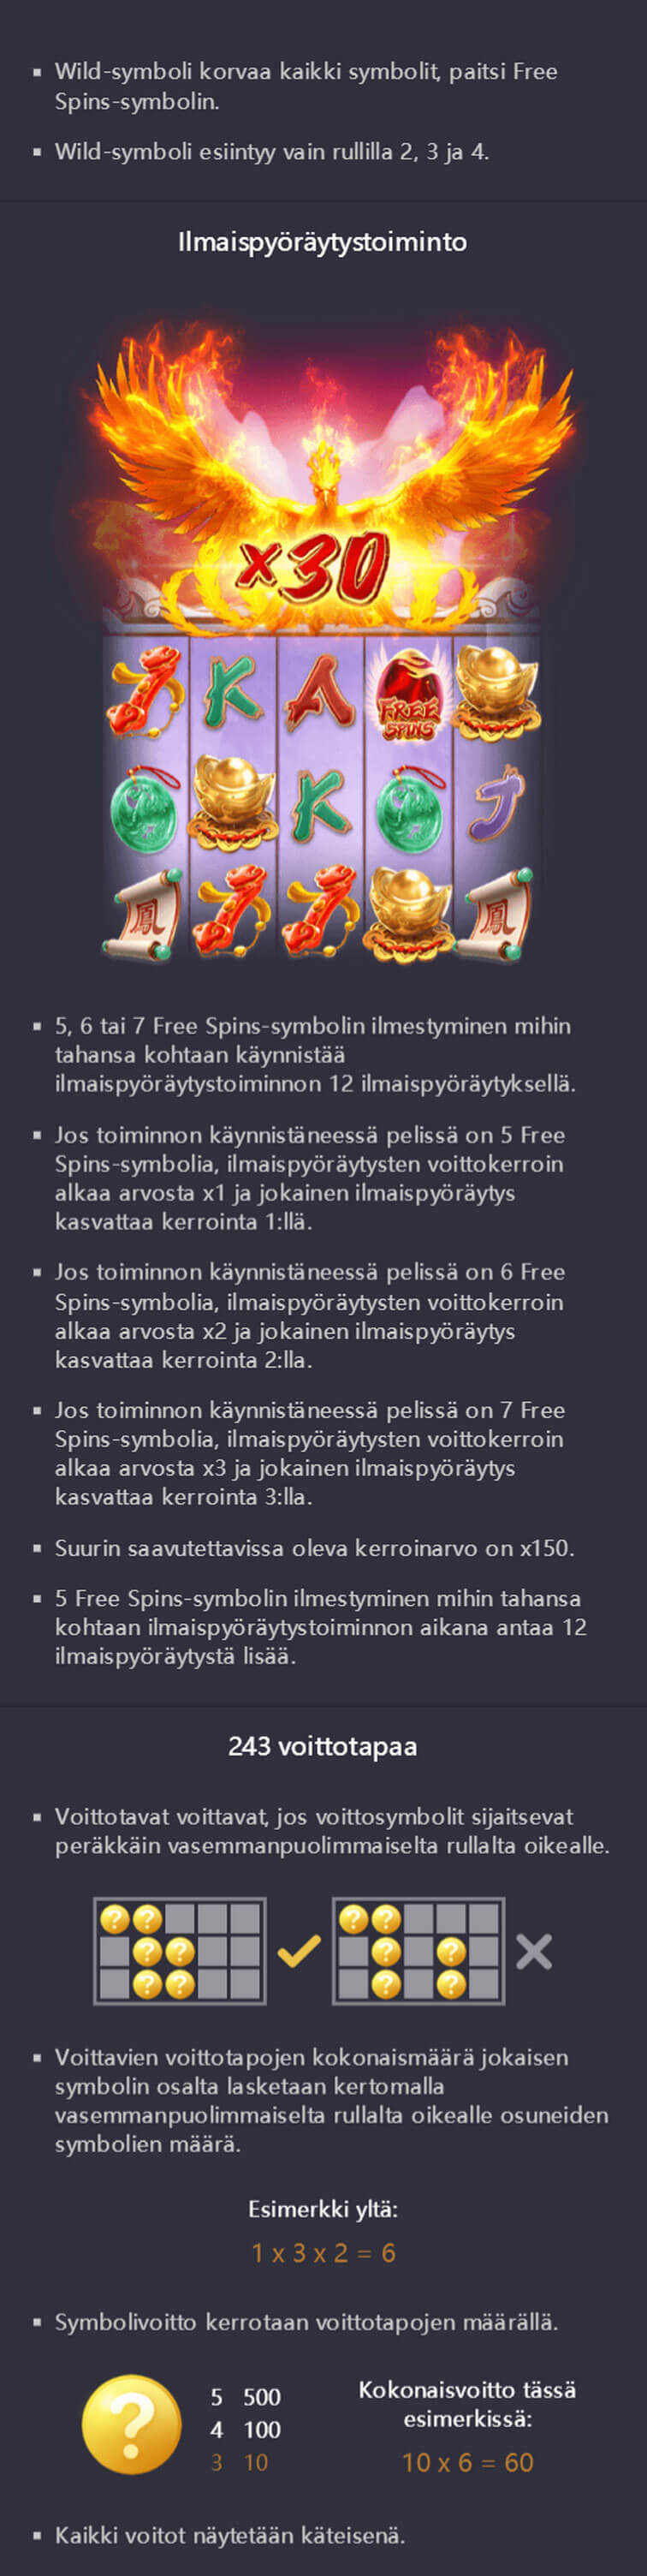 ▪ Wild-symboli korvaa kaikki symbolit, paitsi Free
Spins-symbolin.
▪ Wild-symboli esiintyy vain rullilla 2, 3 ja 4.
Ilmaispyöräytystoiminto
x30
K
A
FREE
SPINS
K
J
鳳
鳳
▪ 5, 6 tai 7 Free Spins-symbolin ilmestyminen mihin
tahansa kohtaan käynnistää
ilmaispyöräytystoiminnon 12 ilmaispyöräytyksellä.
▪ Jos toiminnon käynnistäneessä pelissä on 5 Free
Spins-symbolia, ilmaispyöräytysten voittokerroin
alkaa arvosta x1 ja jokainen ilmaispyöräytys
kasvattaa kerrointa 1:llä.
▪ Jos toiminnon käynnistäneessä pelissä on 6 Free
Spins-symbolia, ilmaispyöräytysten voittokerroin
alkaa arvosta x2 ja jokainen ilmaispyöräytys
kasvattaa kerrointa 2:lla.
▪ Jos toiminnon käynnistäneessä pelissä on 7 Free
Spins-symbolia, ilmaispyöräytysten voittokerroin
alkaa arvosta x3 ja jokainen ilmaispyöräytys
kasvattaa kerrointa 3:lla.
▪ Suurin saavutettavissa oleva kerroinarvo on x150.
▪ 5 Free Spins-symbolin ilmestyminen mihin tahansa
kohtaan ilmaispyöräytystoiminnon aikana antaa 12
ilmaispyöräytystä lisää.
243 voittotapaa
▪ Voittotavat voittavat, jos voittosymbolit sijaitsevat
peräkkäin vasemmanpuolimmaiselta rullalta oikealle.
? ? ? ?
? ? ? ?
? ? ? ?
▪ Voittavien voittotapojen kokonaismäärä jokaisen
symbolin osalta lasketaan kertomalla
vasemmanpuolimmaiselta rullalta oikealle osuneiden
symbolien määrä.
Esimerkki yltä:
1 x 3 x 2 = 6
▪ Symbolivoitto kerrotaan voittotapojen määrällä.
?
5 500
4 100
3 10
Kokonaisvoitto tässä
esimerkissä:
10 x 6 = 60
▪ Kaikki voitot näytetään käteisenä.